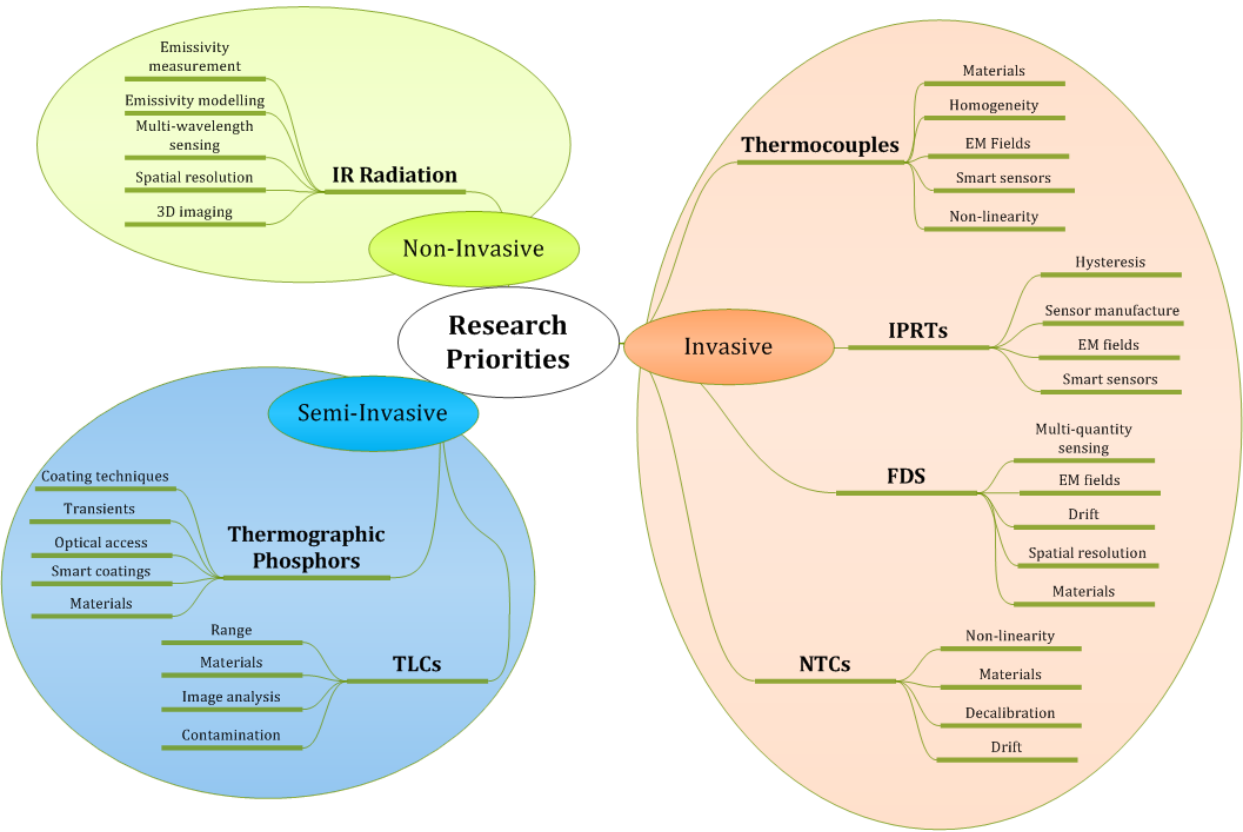 Research
Priorities
Non-Invasive
IR Radiation
Emissivity
measurement
Emissivity modelling
Multi-wavelength
sensing
Spatial resolution
3D imaging
Semi-Invasive
Thermographic
Phosphors
Coating techniques
Transients
Optical access
Smart coatings
Materials
TLCs
Range
Materials
Image analysis
Contamination
Invasive
Thermocouples
Materials
Homogeneity
EM Fields
Smart sensors
Non-linearity
IPRTs
Hysteresis
Sensor manufacture
EM fields
Smart sensors
FDS
Multi-quantity
sensing
EM fields
Drift
Spatial resolution
Materials
NTCs
Non-linearity
Materials
Decalibration
Drift